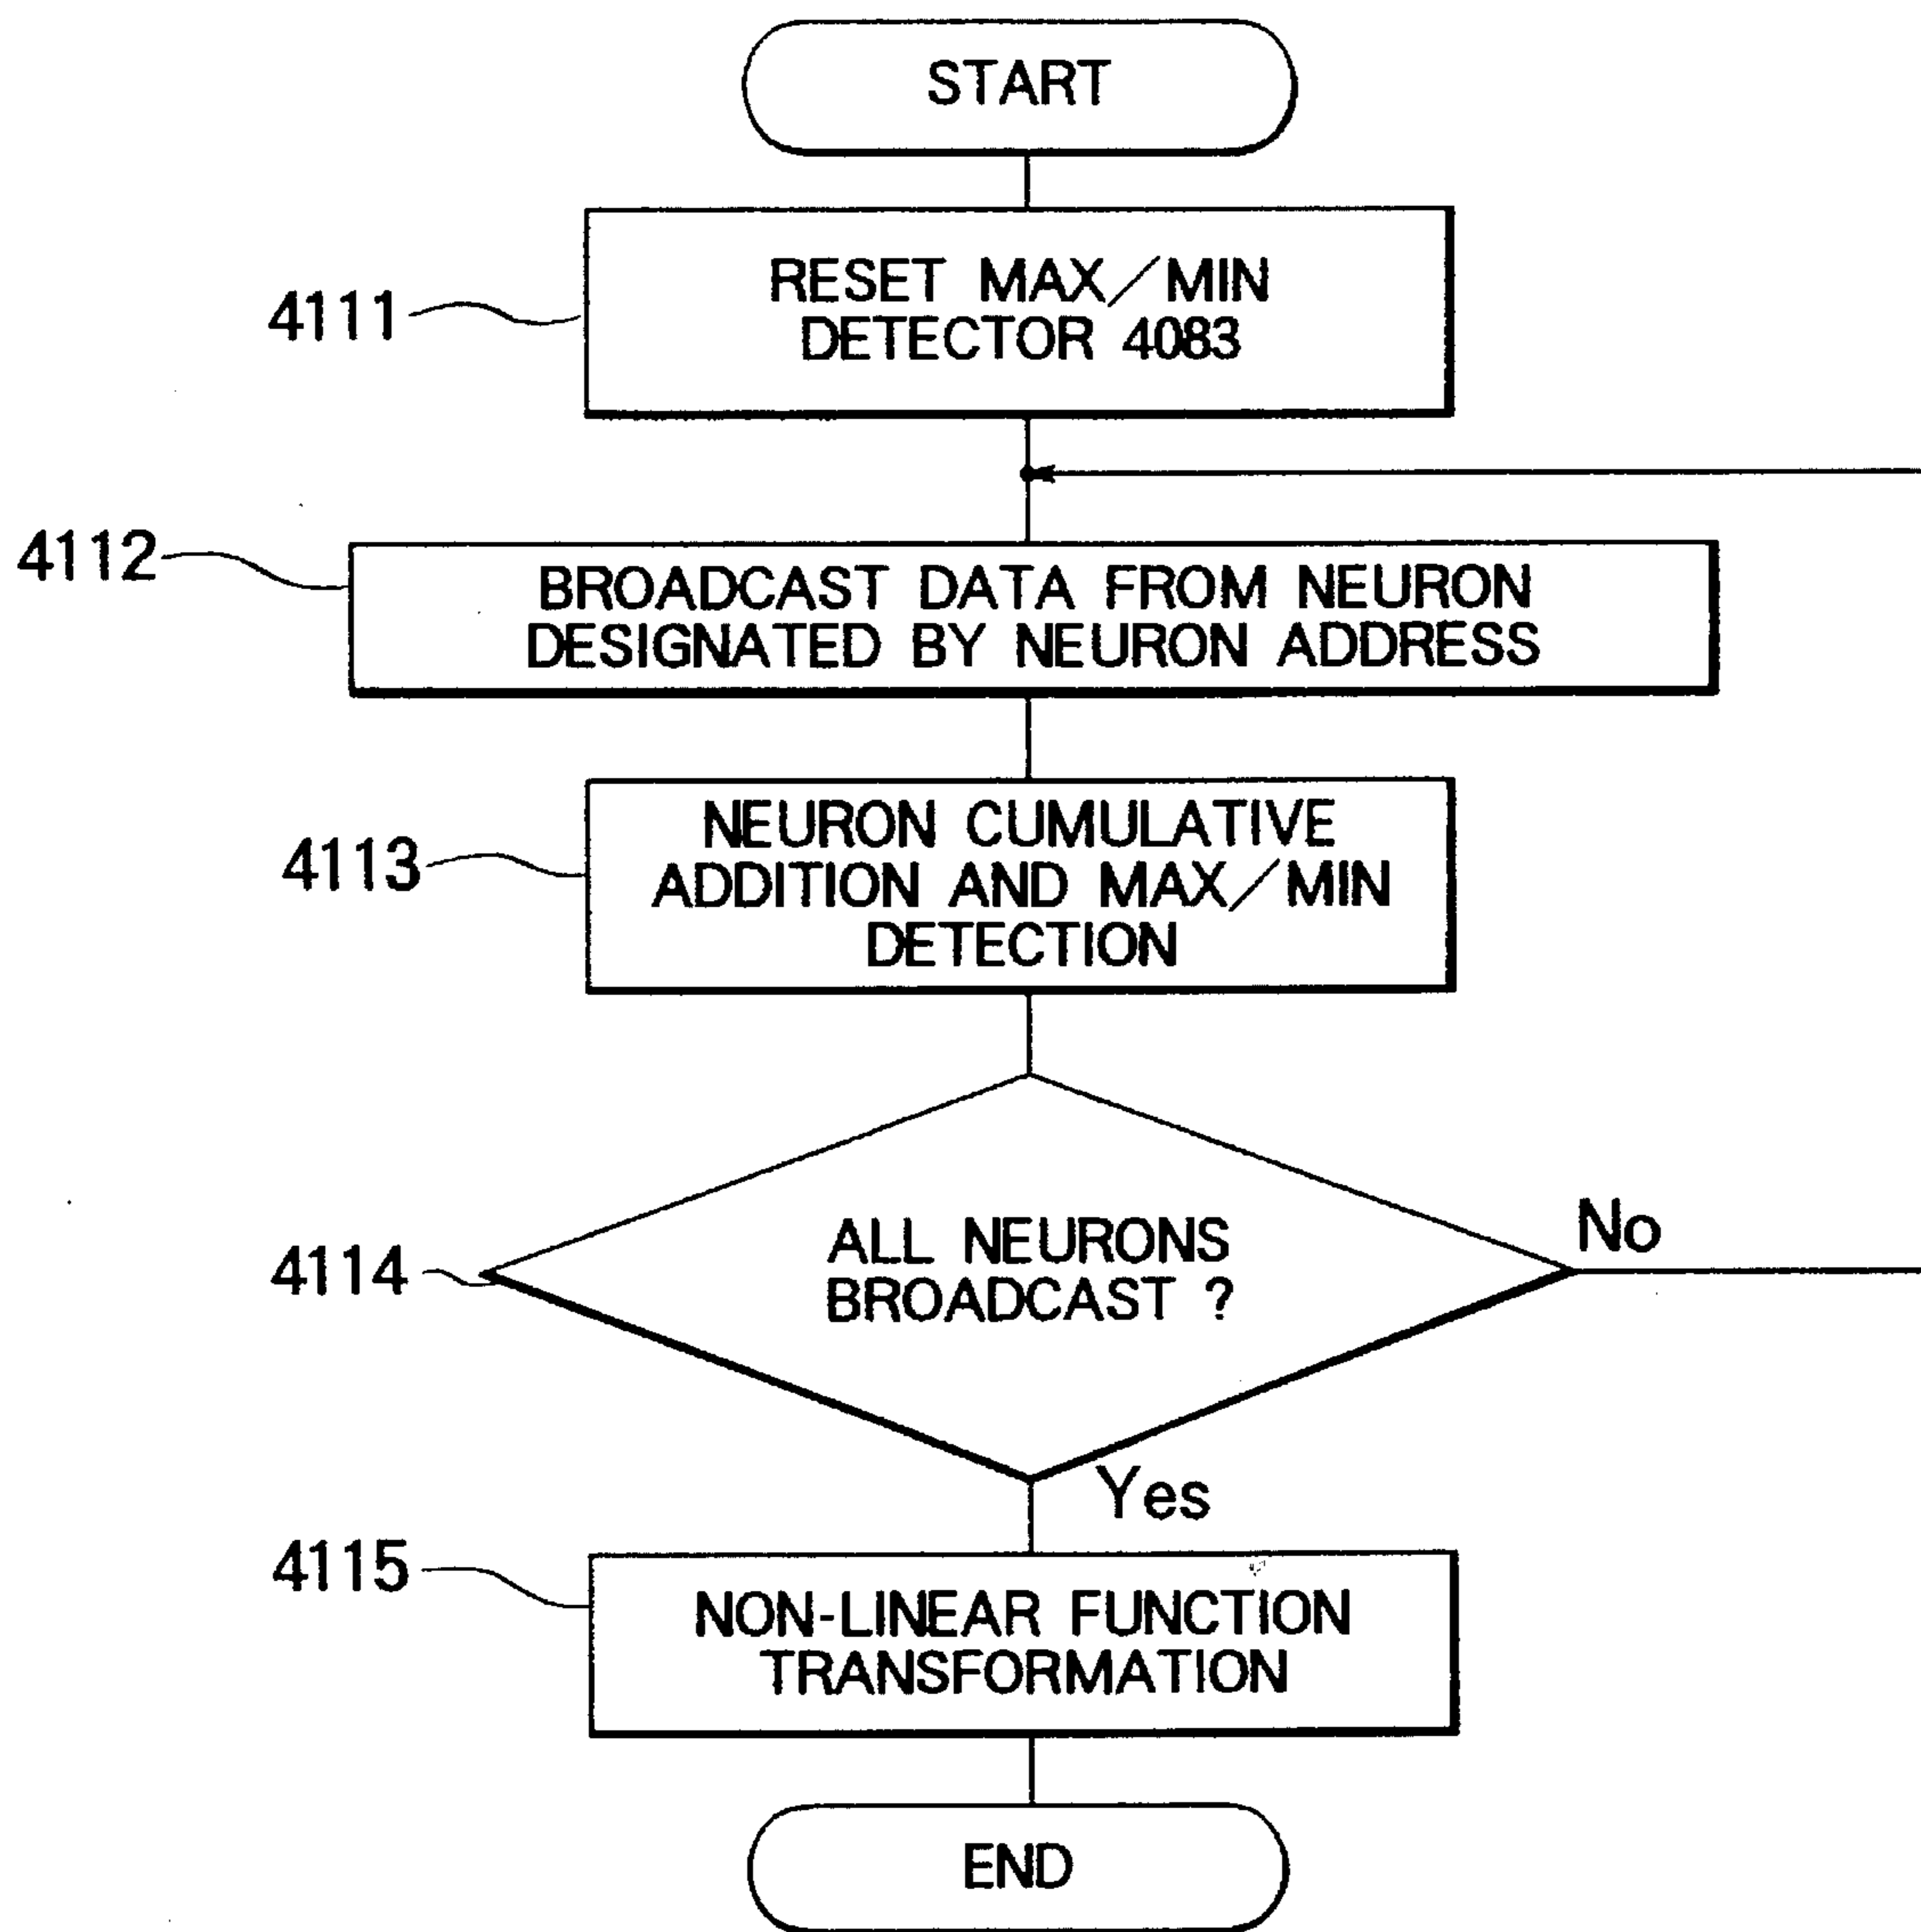 START
4111
RESET MAX/MIN
DETECTOR 4083
4112
BROADCAST DATA FROM NEURON
DESIGNATED BY NEURON ADDRESS
4113
NEURON CUMULATIVE
ADDITION AND MAX/MIN
DETECTION
4114
ALL NEURONS
BROADCAST ?
No
Yes
4115
NON-LINEAR FUNCTION
TRANSFORMATION
END